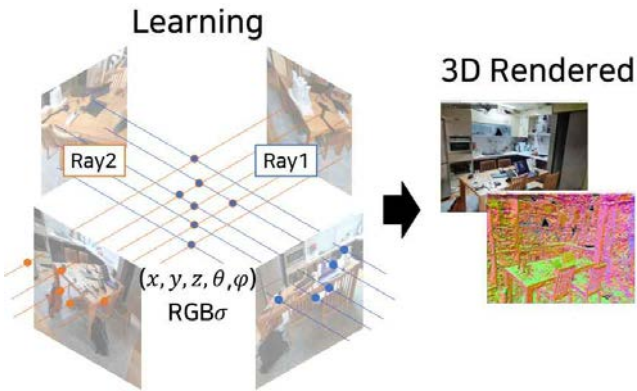 Learning
3D Rendered
Ray2
Ray1
(x, y, z, θ,φ)
RGBσ